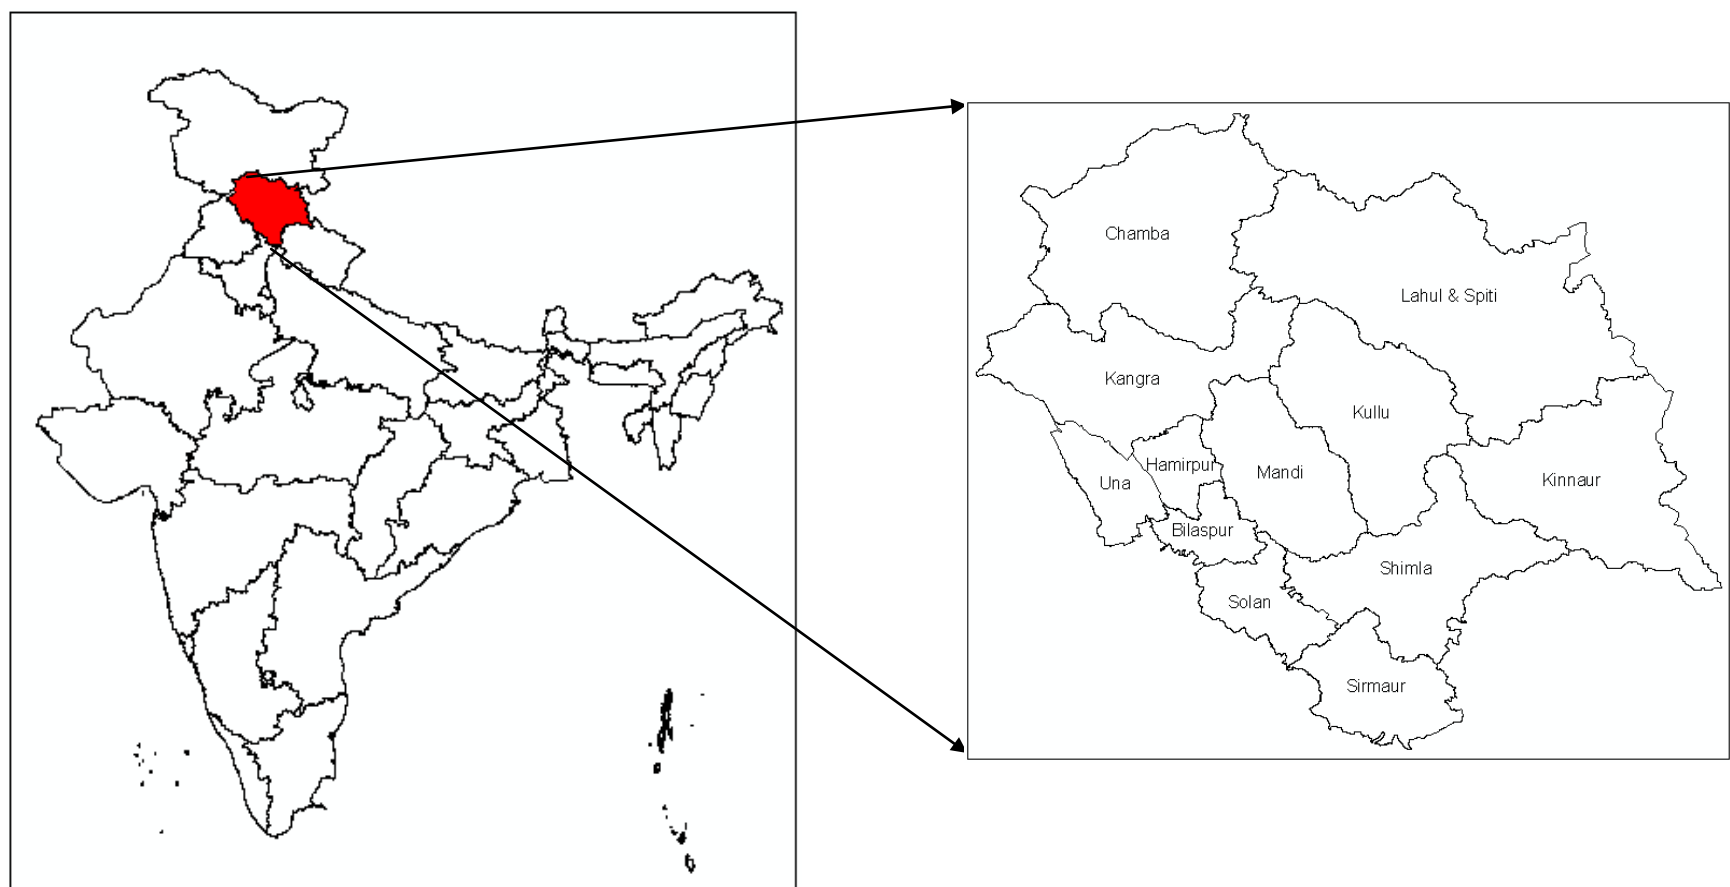 Chamba
Lahul & Spiti
Kangra
Kullu
Hamirpur
Mandi
Una
Kinnaur
Bilaspur
Shimla
Solan
Sirmaur